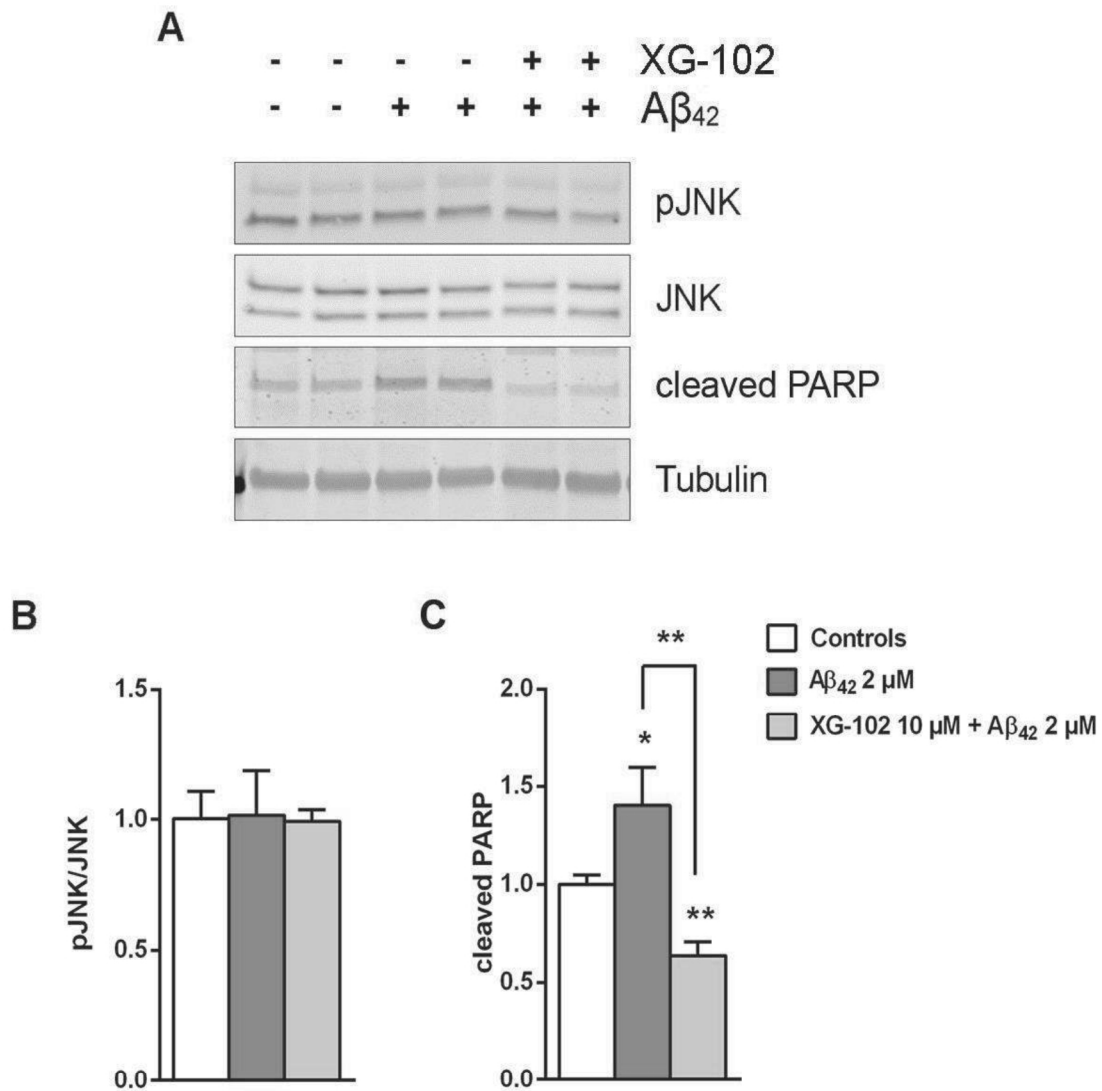 A
- - - - + + XG-102
- - + + + + Aβ₄₂
pJNK
JNK
cleaved PARP
Tubulin
B
pJNK/JNK
1.5
1.0
0.5
0.0
C
cleaved PARP
2.0
1.5
1.0
0.5
0.0
**
*
**
Controls
Aβ₄₂ 2 µM
XG-102 10 µM + Aβ₄₂ 2 µM